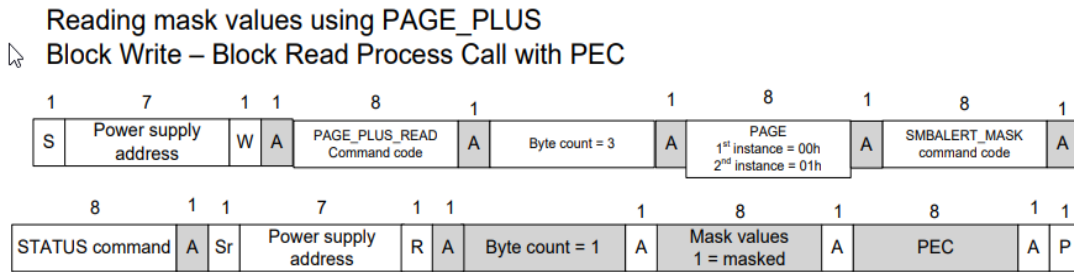 Reading mask values using PAGE_PLUS
Block Write – Block Read Process Call with PEC
1 7 1 1 8 1 1 8 1 8 1
S Power supply address W A PAGE_PLUS_READ Command code A Byte count = 3 A PAGE 1st instance = 00h 2nd instance = 01h A SMBALERT_MASK command code A
8 1 1 7 1 1 1 8 1 8 1 1
STATUS command A Sr Power supply address R A Byte count = 1 A Mask values 1 = masked A PEC A P